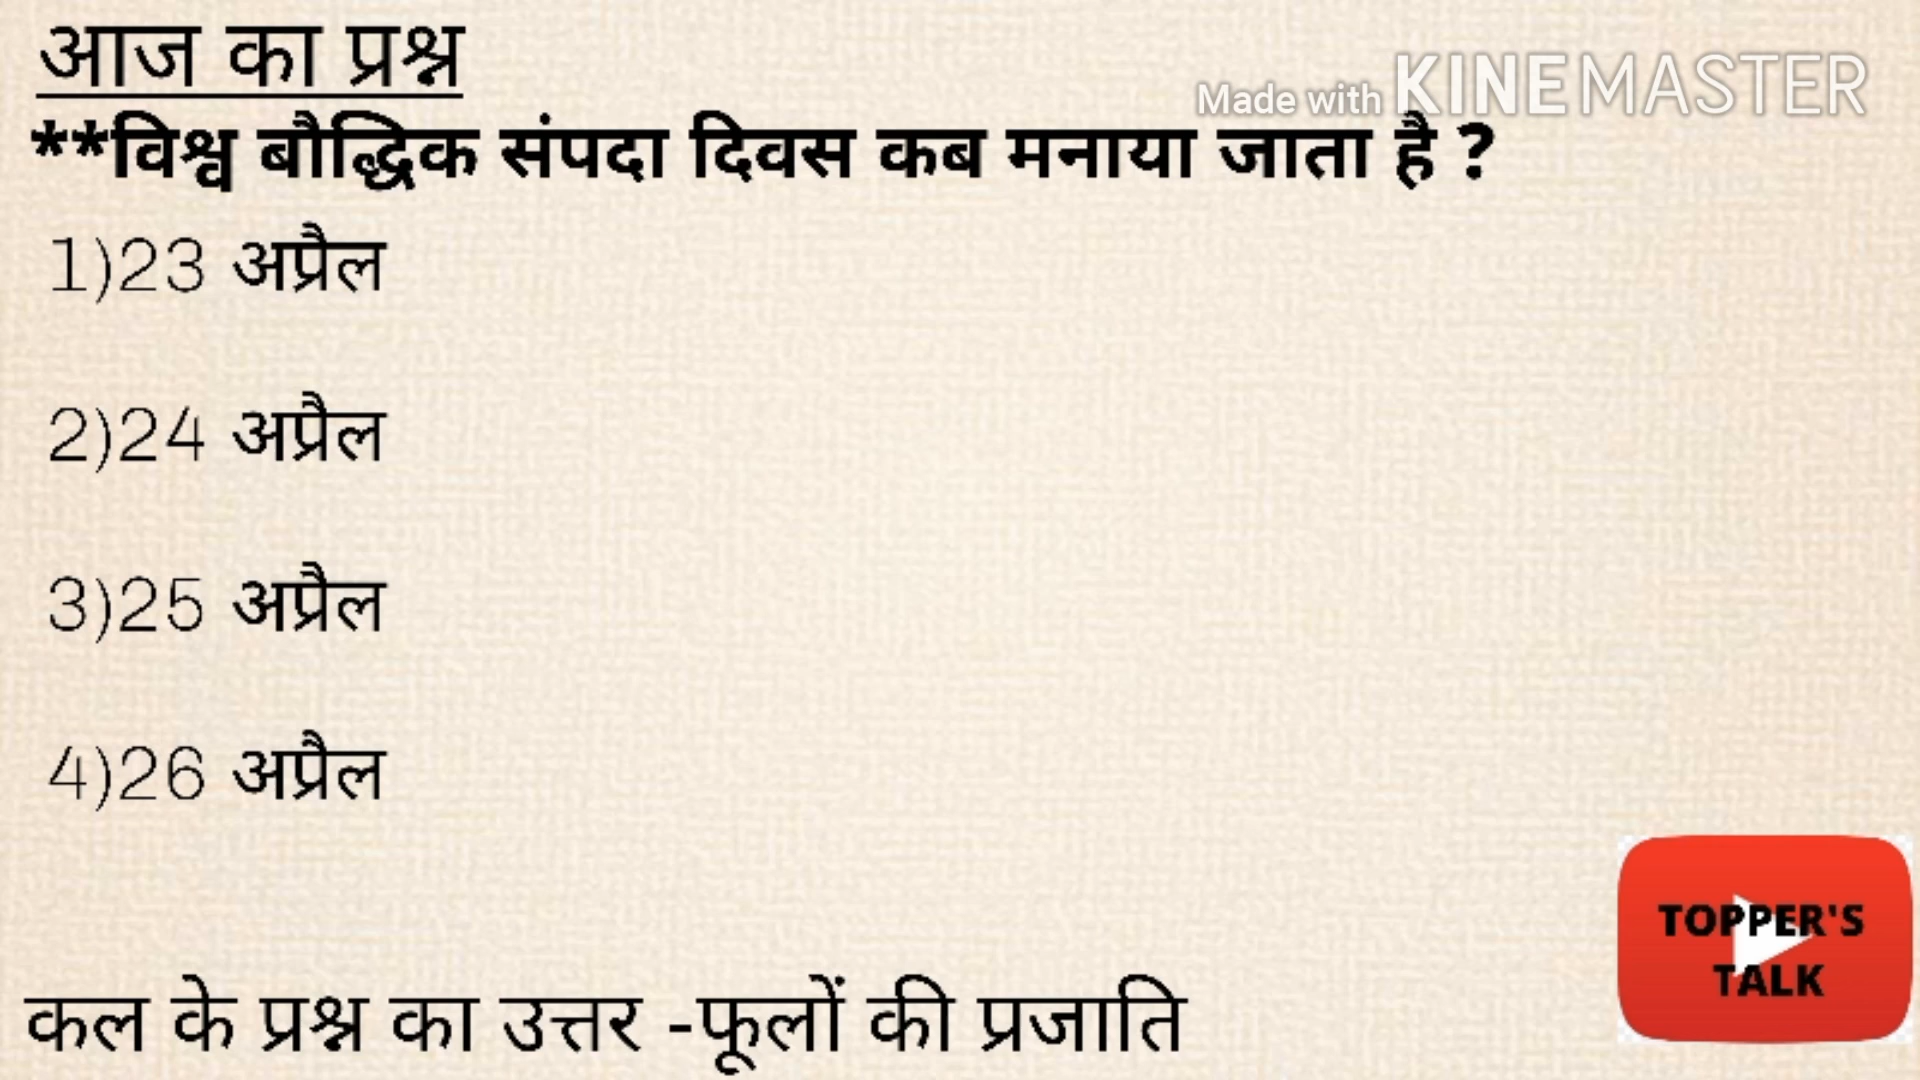 आज का प्रश्न
Made with KINEMASTER
**विश्व बौद्धिक संपदा दिवस कब मनाया जाता है ?
1)23 अप्रैल
2)24 अप्रैल
3)25 अप्रैल
4)26 अप्रैल
TOPPER'S
TALK
कल के प्रश्न का उत्तर -फूलों की प्रजाति